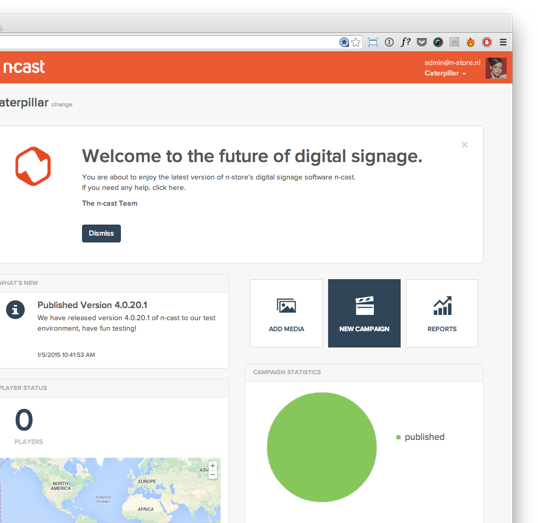 n·cast
admin@n-store.nl
Caterpillar
aterpillar change
Welcome to the future of digital signage.
You are about to enjoy the latest version of n-store's digital signage software n-cast.
If you need any help. click here.
The n-cast Team
Dismiss
WHAT'S NEW
Published Version 4.0.20.1
We have released version 4.0.20.1 of n-cast to our test
environment, have fun testing!
1/5/2015 10:41:53 AM
ADD MEDIA
NEW CAMPAIGN
REPORTS
PLAYER STATUS
0
PLAYERS
CAMPAIGN STATISTICS
published
NORTH
AMERICA
Atlantic
Ocean
EUROPE
AFRICA
ASIA
+
−
f?